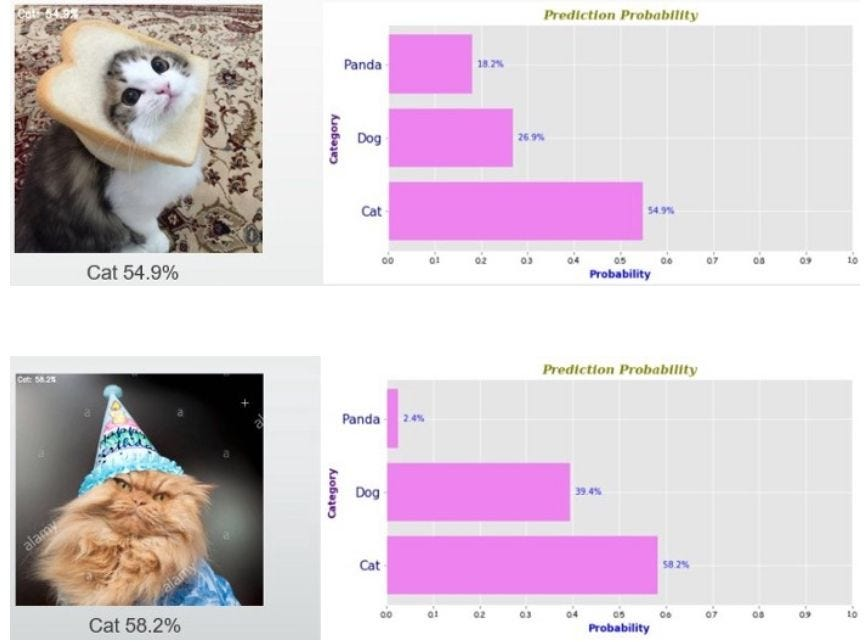 Cat: 54.9%
Cat 54.9%
Prediction Probability
Category
Panda
18.2%
Dog
26.9%
Cat
54.9%
0.0 0.1 0.2 0.3 0.4 0.5 0.6 0.7 0.8 0.9 1.0
Probability
Cat: 58.2%
a
a
a
a
a
a
alamy
alamy
Cat 58.2%
Prediction Probability
Category
Panda
2.4%
Dog
39.4%
Cat
58.2%
0.0 0.1 0.2 0.3 0.4 0.5 0.6 0.7 0.8 0.9 1.0
Probability